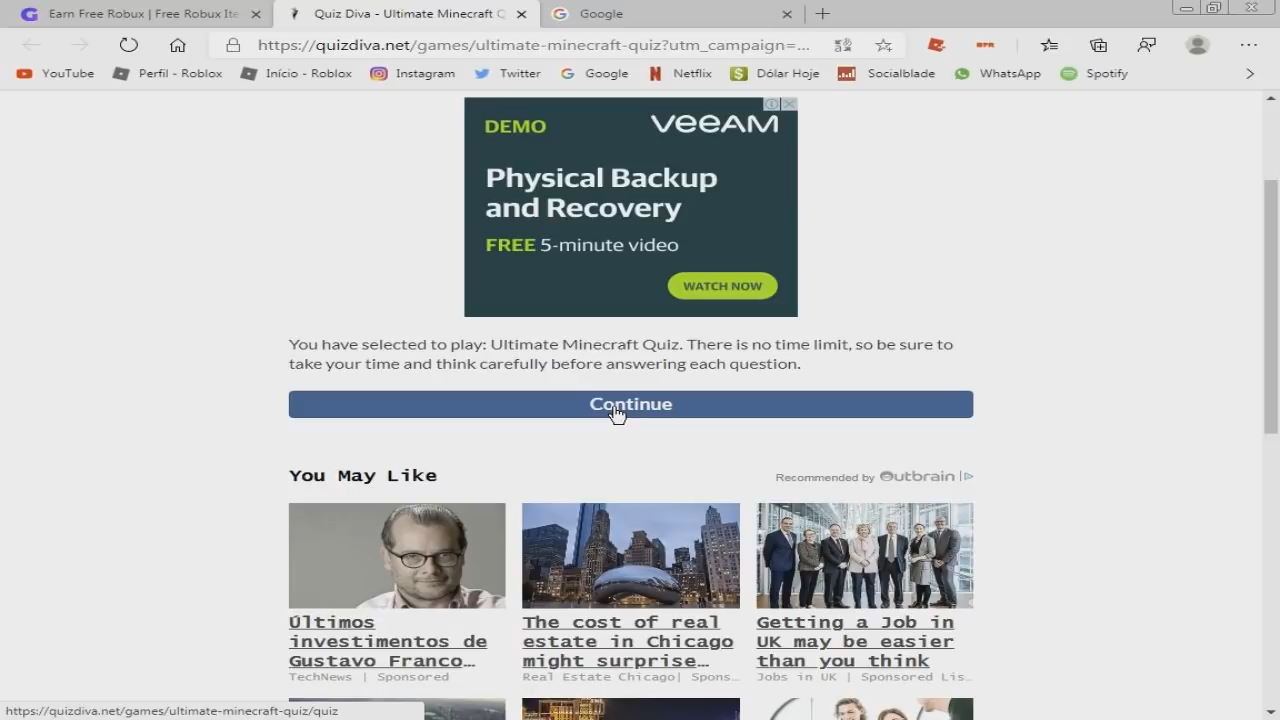 Earn Free Robux | Free Robux Ite
Quiz Diva - Ultimate Minecraft Q
Google
https://quizdiva.net/games/ultimate-minecraft-quiz?utm_campaign=...
YouTube
Perfil - Roblox
Início - Roblox
Instagram
Twitter
Google
Netflix
Dólar Hoje
Socialblade
WhatsApp
Spotify
DEMO
veeAM
Physical Backup
and Recovery
FREE 5-minute video
WATCH NOW
You have selected to play: Ultimate Minecraft Quiz. There is no time limit, so be sure to
take your time and think carefully before answering each question.
Continue
You May Like
Recommended by Outbrain
Últimos
investimentos de
Gustavo Franco…
TechNews | Sponsored
The cost of real
estate in Chicago
might surprise…
Real Estate Chicago| Spons…
Getting a Job in
UK may be easier
than you think
Jobs in UK | Sponsored Lis…
https://quizdiva.net/games/ultimate-minecraft-quiz/quiz